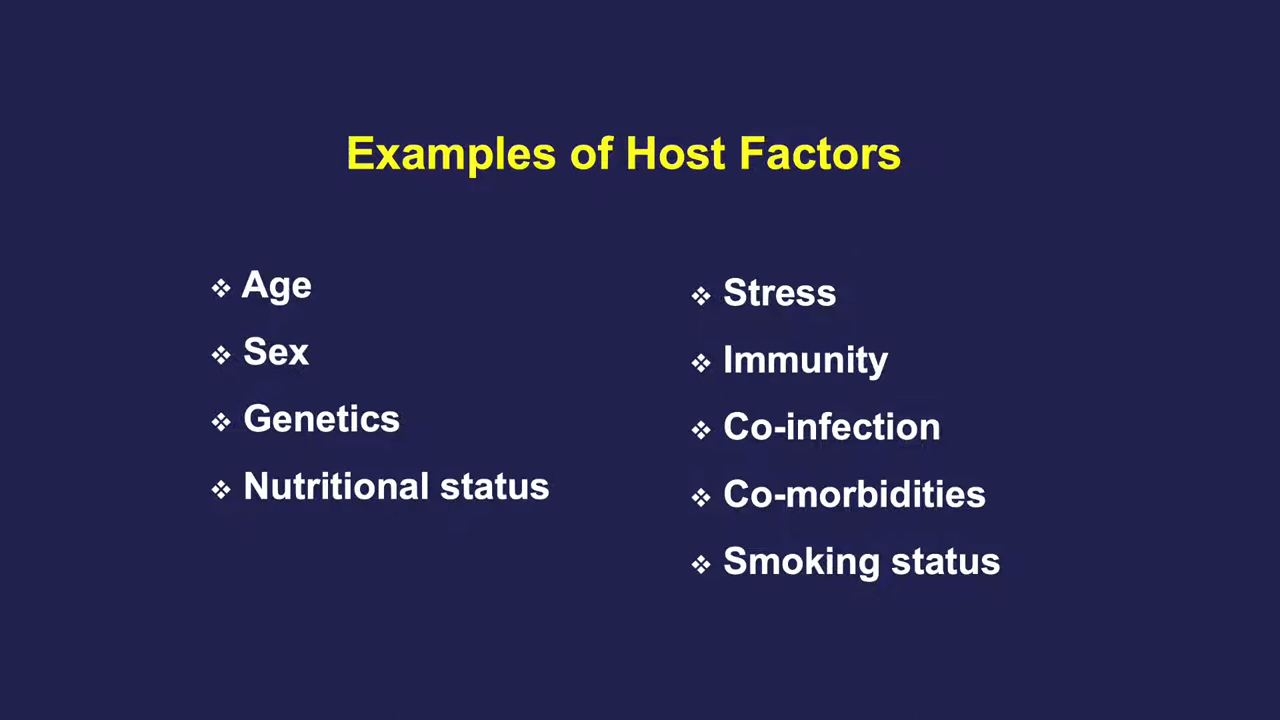 Examples of Host Factors
❖ Age
❖ Sex
❖ Genetics
❖ Nutritional status
❖ Stress
❖ Immunity
❖ Co-infection
❖ Co-morbidities
❖ Smoking status